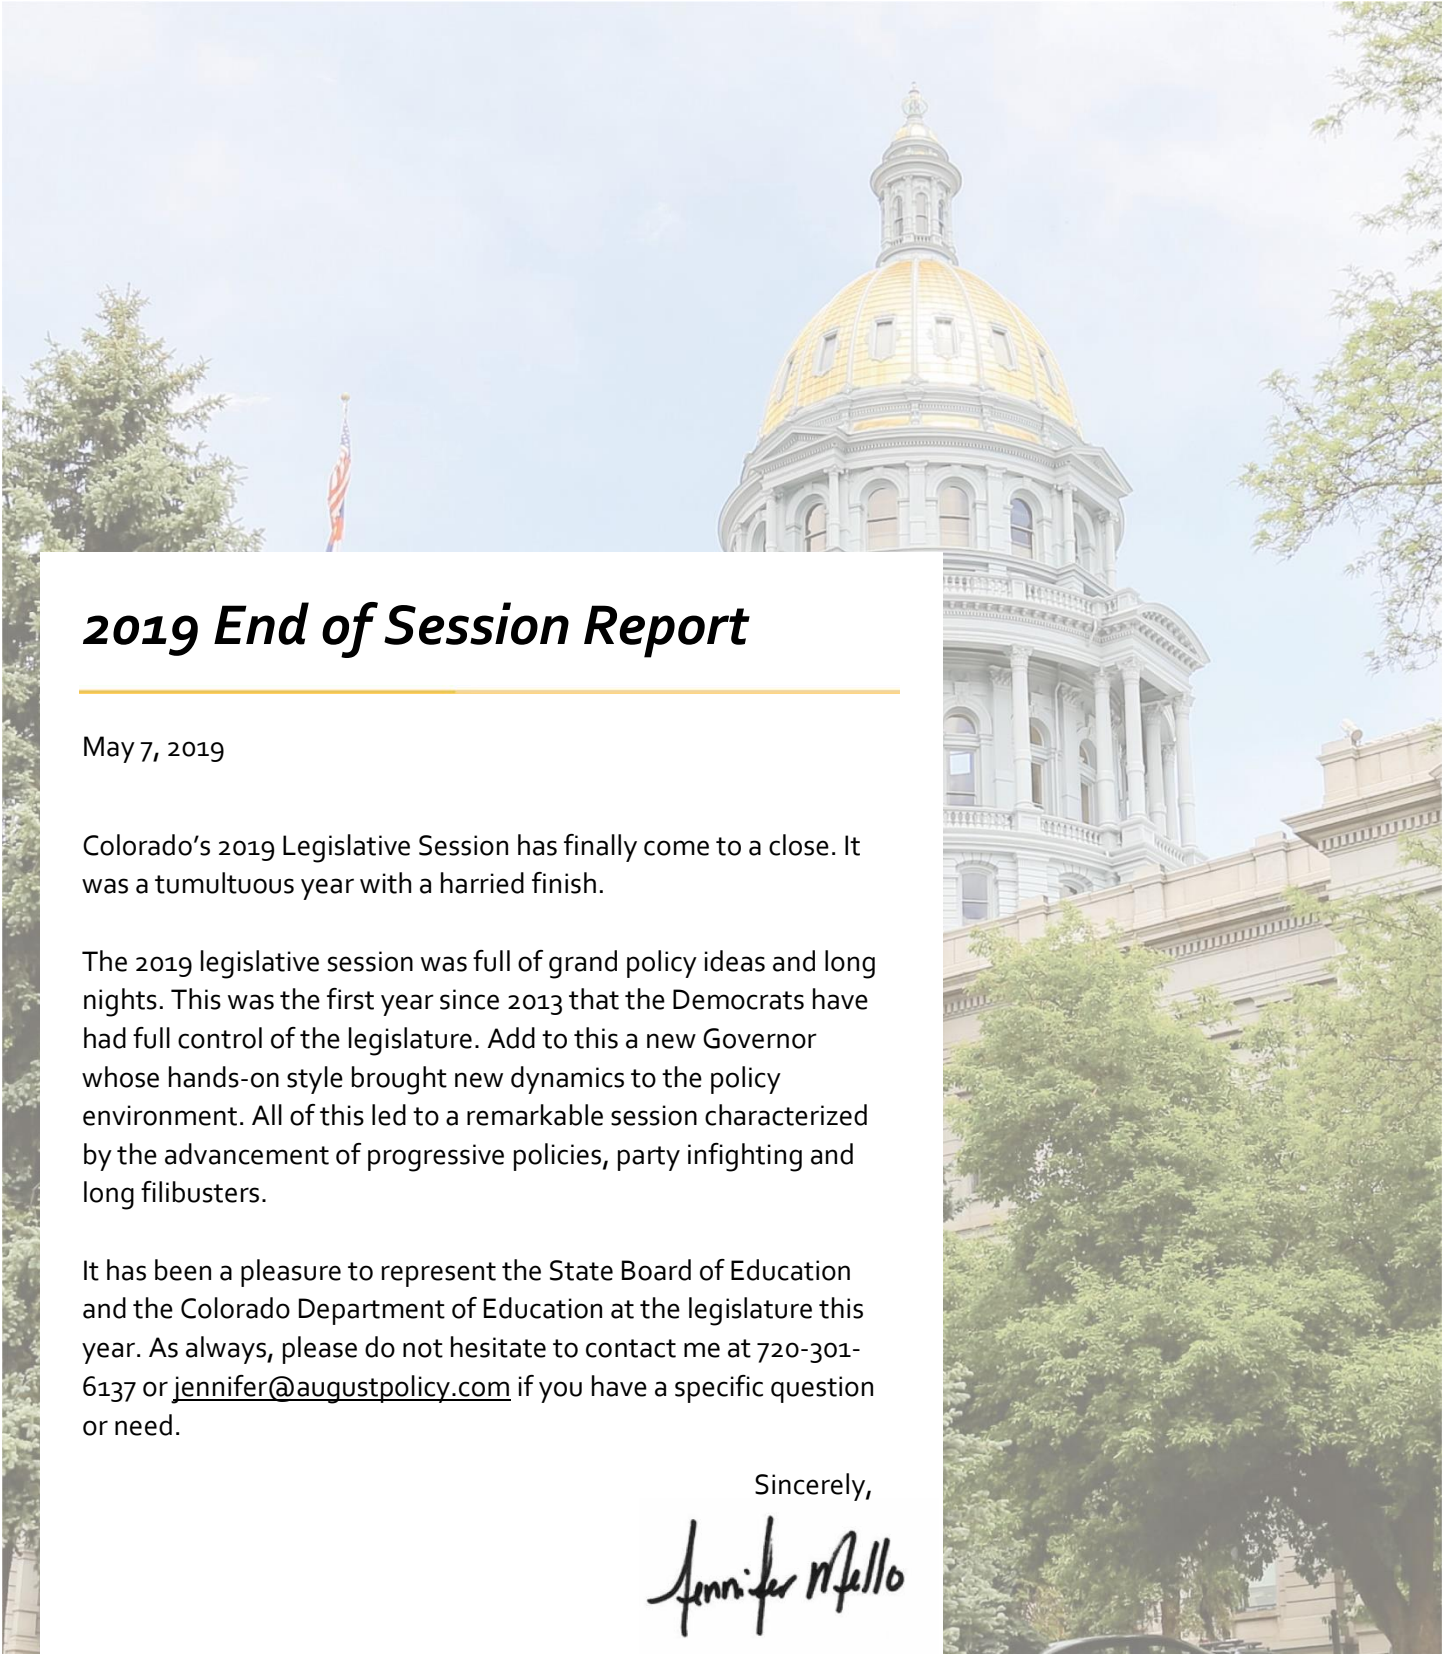 2019 End of Session Report
May 7, 2019
Colorado’s 2019 Legislative Session has finally come to a close. It
was a tumultuous year with a harried finish.
The 2019 legislative session was full of grand policy ideas and long
nights. This was the first year since 2013 that the Democrats have
had full control of the legislature. Add to this a new Governor
whose hands-on style brought new dynamics to the policy
environment. All of this led to a remarkable session characterized
by the advancement of progressive policies, party infighting and
long filibusters.
It has been a pleasure to represent the State Board of Education
and the Colorado Department of Education at the legislature this
year. As always, please do not hesitate to contact me at 720-301-
6137 or jennifer@augustpolicy.com if you have a specific question
or need.
Sincerely,
Jennifer Mello